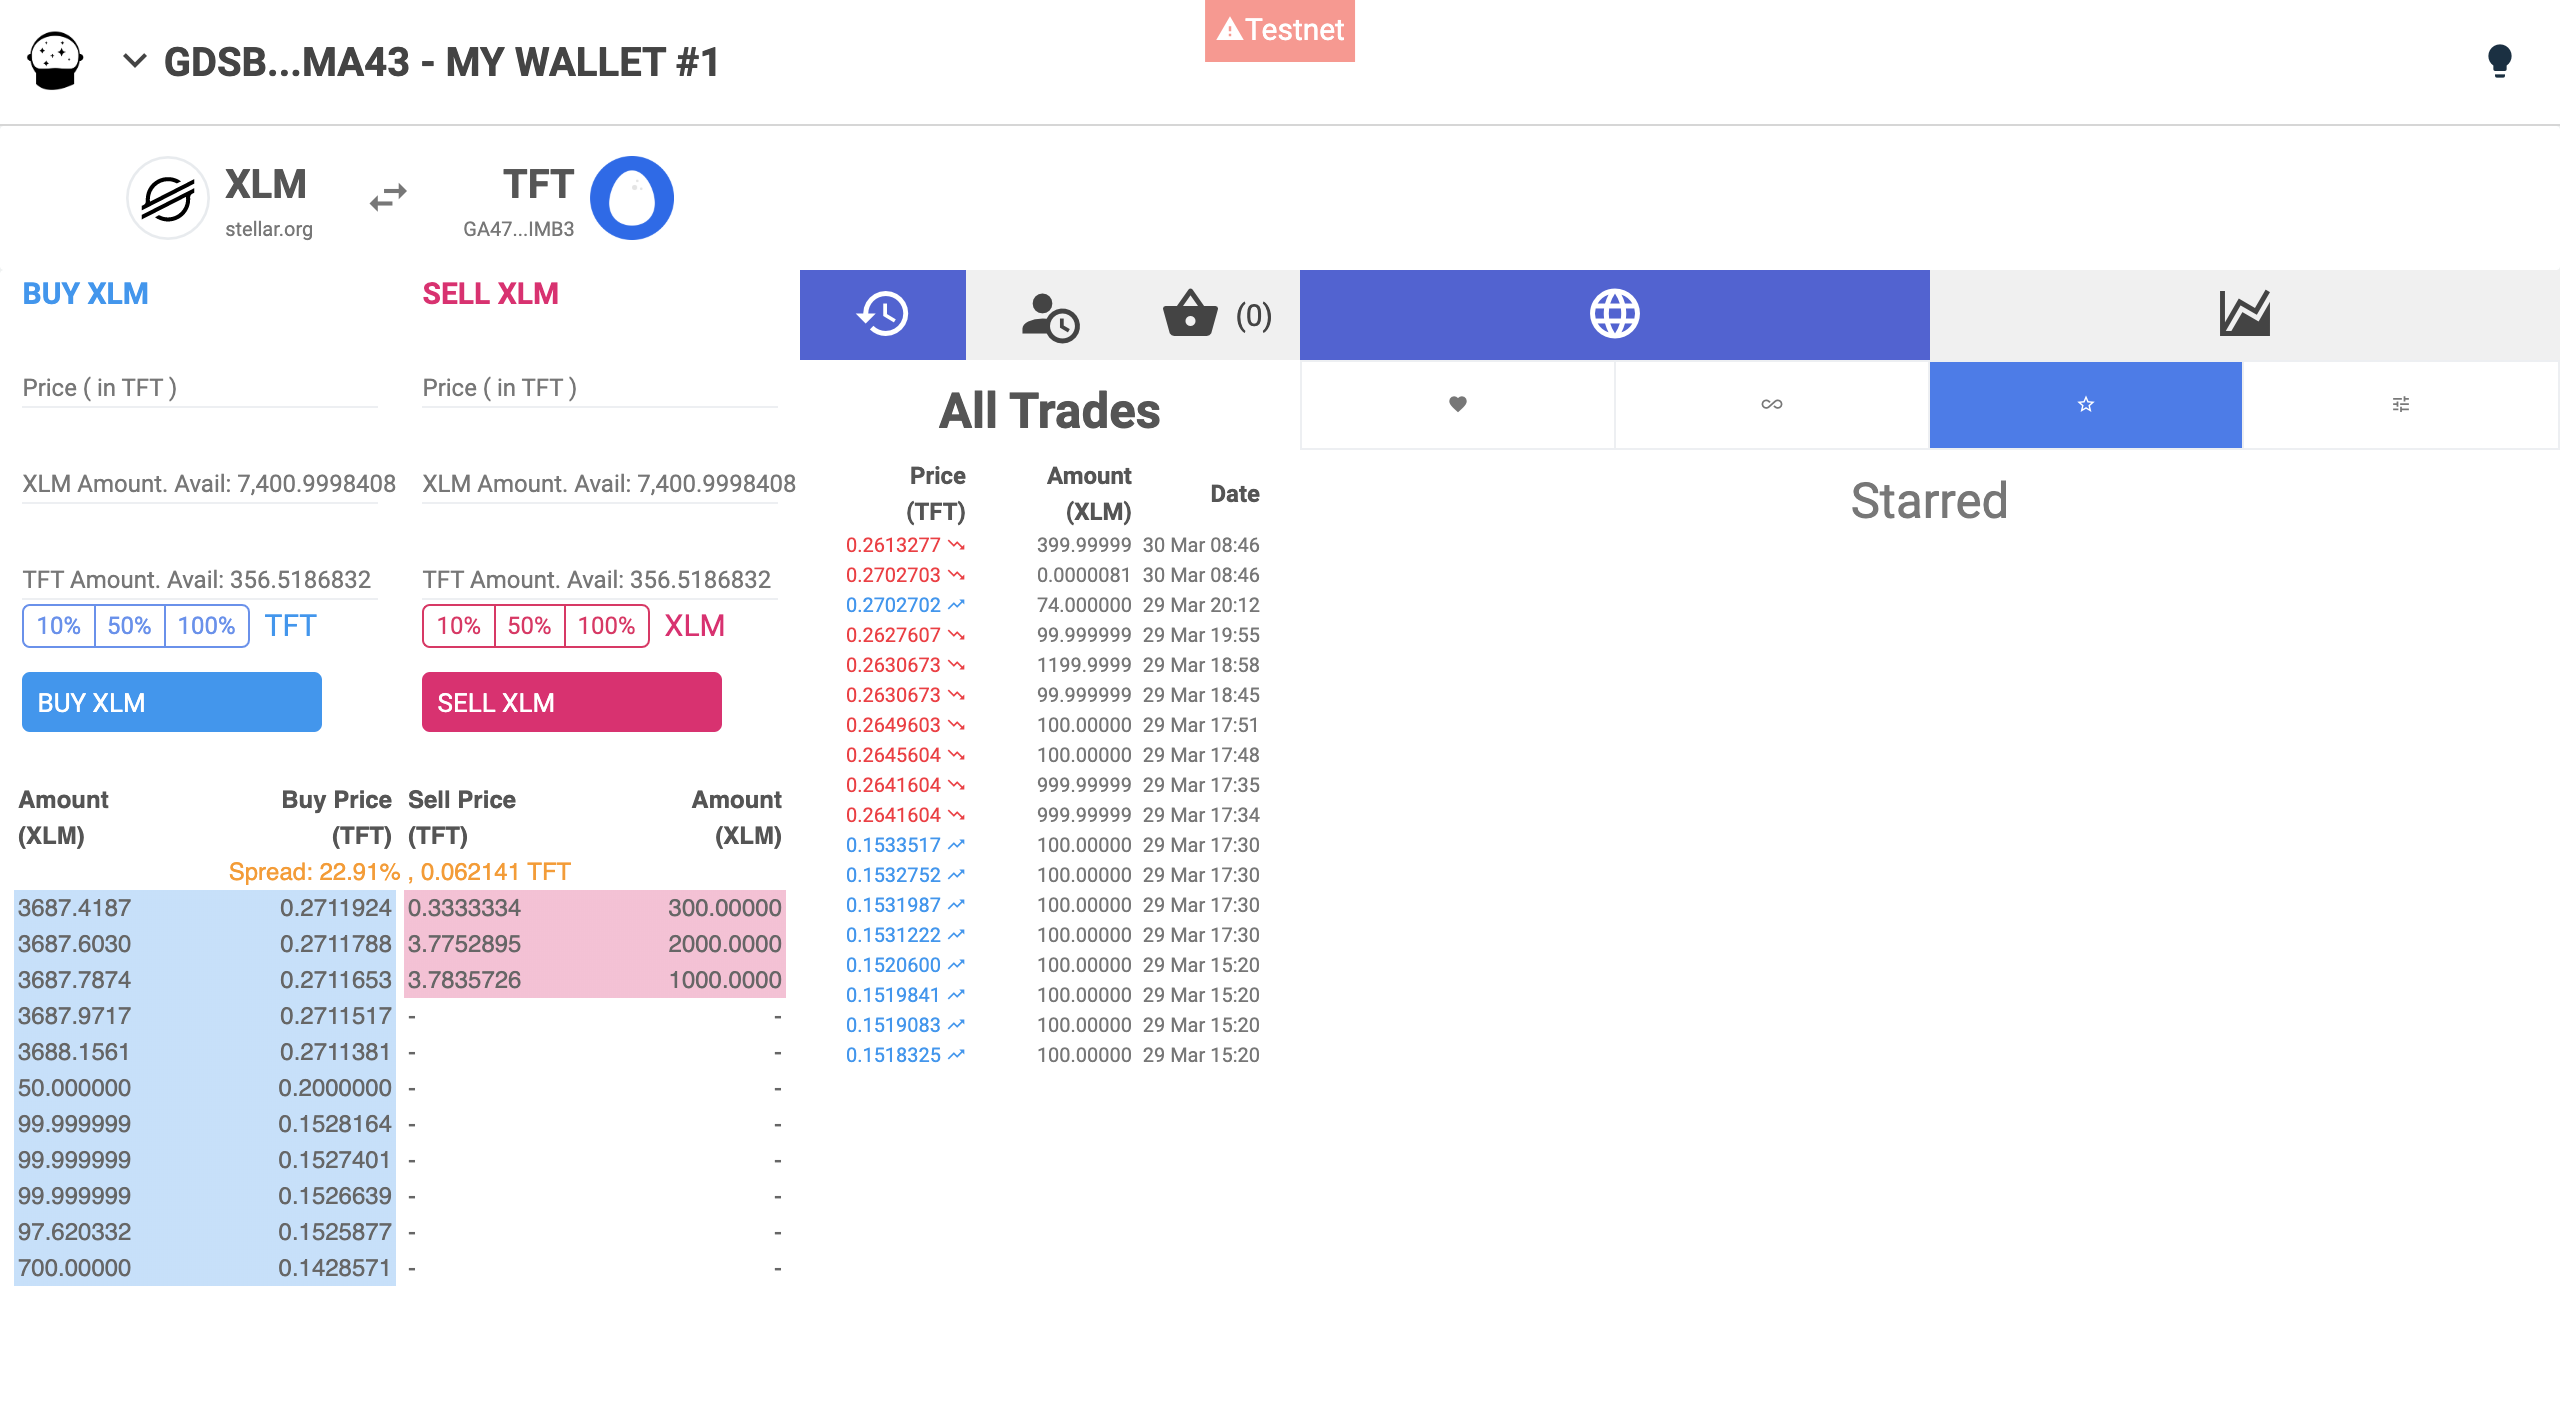 Testnet
GDSB...MA43 - MY WALLET #1
XLM
stellar.org
TFT
GA47...IMB3
BUY XLM
SELL XLM
(0)
Price ( in TFT )
Price ( in TFT )
XLM Amount. Avail: 7,400.9998408
XLM Amount. Avail: 7,400.9998408
TFT Amount. Avail: 356.5186832
TFT Amount. Avail: 356.5186832
10% 50% 100% TFT
10% 50% 100% XLM
BUY XLM
SELL XLM
Amount (XLM) Buy Price (TFT) Sell Price (TFT) Amount (XLM)
Spread: 22.91% , 0.062141 TFT
3687.4187 0.2711924 0.3333334 300.00000
3687.6030 0.2711788 3.7752895 2000.0000
3687.7874 0.2711653 3.7835726 1000.0000
3687.9717 0.2711517 - -
3688.1561 0.2711381 - -
50.000000 0.2000000 - -
99.999999 0.1528164 - -
99.999999 0.1527401 - -
99.999999 0.1526639 - -
97.620332 0.1525877 - -
700.00000 0.1428571 - -
All Trades
Price (TFT) Amount (XLM) Date
0.2613277 399.99999 30 Mar 08:46
0.2702703 0.0000081 30 Mar 08:46
0.2702702 74.000000 29 Mar 20:12
0.2627607 99.999999 29 Mar 19:55
0.2630673 1199.9999 29 Mar 18:58
0.2630673 99.999999 29 Mar 18:45
0.2649603 100.00000 29 Mar 17:51
0.2645604 100.00000 29 Mar 17:48
0.2641604 999.99999 29 Mar 17:35
0.2641604 999.99999 29 Mar 17:34
0.1533517 100.00000 29 Mar 17:30
0.1532752 100.00000 29 Mar 17:30
0.1531987 100.00000 29 Mar 17:30
0.1531222 100.00000 29 Mar 17:30
0.1520600 100.00000 29 Mar 15:20
0.1519841 100.00000 29 Mar 15:20
0.1519083 100.00000 29 Mar 15:20
0.1518325 100.00000 29 Mar 15:20
Starred